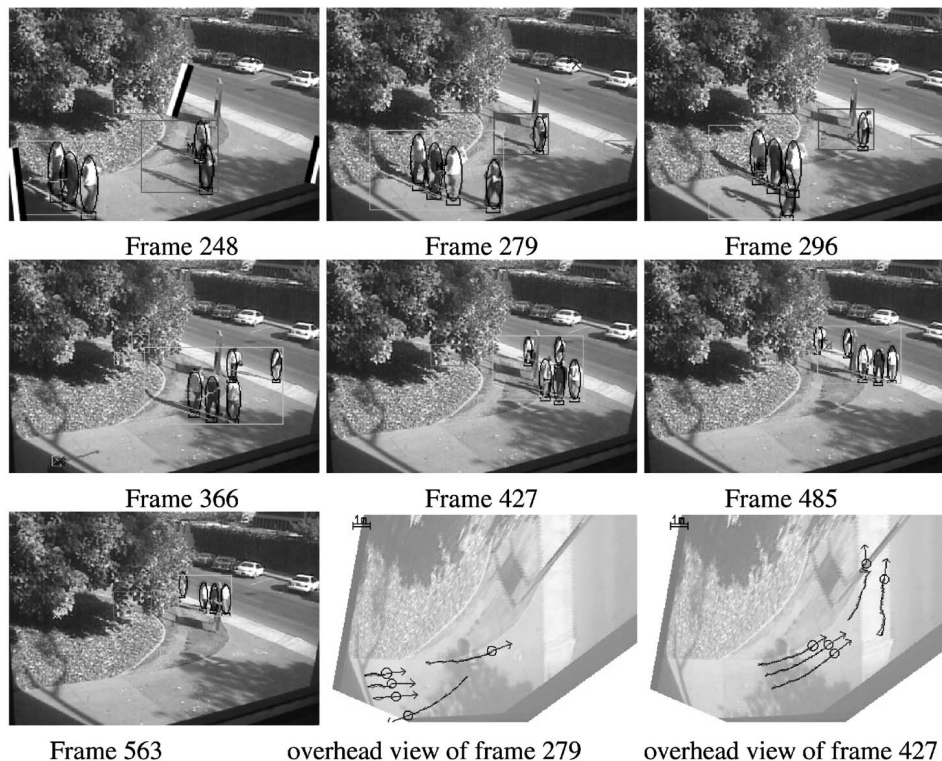 Frame 248
Frame 279
Frame 296
Frame 366
Frame 427
Frame 485
1m
1m
Frame 563
overhead view of frame 279
overhead view of frame 427